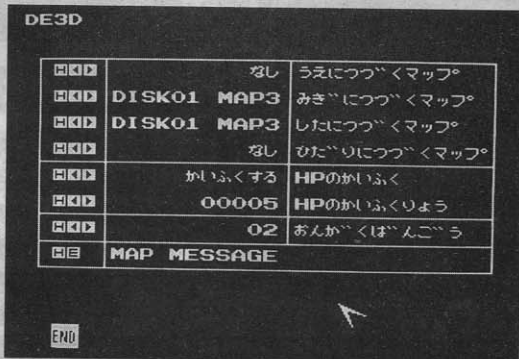 DE3D
H◀▶ なし うえにつづくマップ
H◀▶ DISK01 MAP3 みぎにつづくマップ
H◀▶ DISK01 MAP3 したにつづくマップ
H◀▶ なし ひだりにつづくマップ
H◀▶ かいふくする HPのかいふく
H◀▶ 00005 HPのかいふくりょう
H◀▶ 02 おんがくばんごう
HE MAP MESSAGE
END